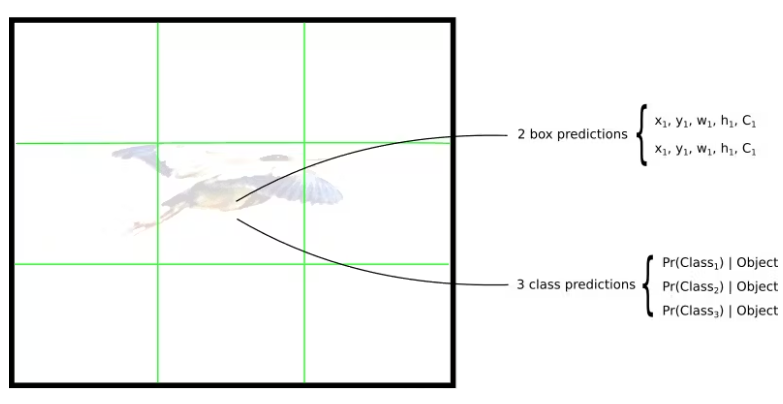 2 box predictions
x₁, y₁, w₁, h₁, C₁
x₁, y₁, w₁, h₁, C₁
3 class predictions
Pr(Class₁) | Object
Pr(Class₂) | Object
Pr(Class₃) | Object